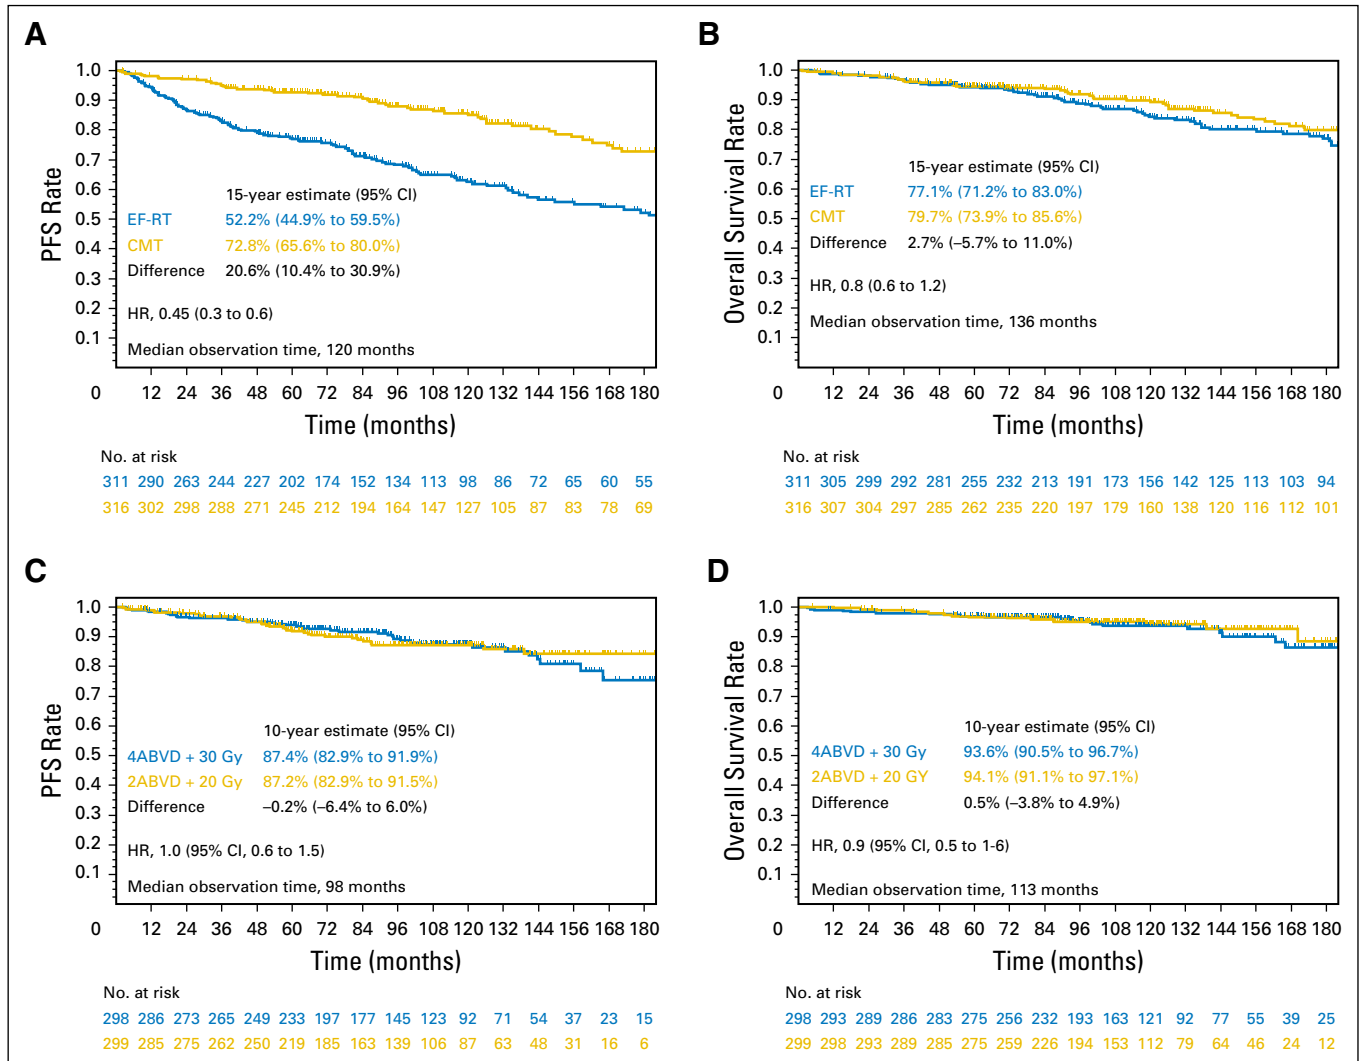 A
PFS Rate
1.0
0.9
0.8
0.7
0.6
0.5
0.4
0.3
0.2
0.1
15-year estimate (95% CI)
EF-RT 52.2% (44.9% to 59.5%)
CMT 72.8% (65.6% to 80.0%)
Difference 20.6% (10.4% to 30.9%)
HR, 0.45 (0.3 to 0.6)
Median observation time, 120 months
0 12 24 36 48 60 72 84 96 108 120 132 144 156 168 180
Time (months)
No. at risk
311 290 263 244 227 202 174 152 134 113 98 86 72 65 60 55
316 302 298 288 271 245 212 194 164 147 127 105 87 83 78 69
B
Overall Survival Rate
1.0
0.9
0.8
0.7
0.6
0.5
0.4
0.3
0.2
0.1
15-year estimate (95% CI)
EF-RT 77.1% (71.2% to 83.0%)
CMT 79.7% (73.9% to 85.6%)
Difference 2.7% (–5.7% to 11.0%)
HR, 0.8 (0.6 to 1.2)
Median observation time, 136 months
0 12 24 36 48 60 72 84 96 108 120 132 144 156 168 180
Time (months)
No. at risk
311 305 299 292 281 255 232 213 191 173 156 142 125 113 103 94
316 307 304 297 285 262 235 220 197 179 160 138 120 116 112 101
C
PFS Rate
1.0
0.9
0.8
0.7
0.6
0.5
0.4
0.3
0.2
0.1
10-year estimate (95% CI)
4ABVD + 30 Gy 87.4% (82.9% to 91.9%)
2ABVD + 20 Gy 87.2% (82.9% to 91.5%)
Difference –0.2% (–6.4% to 6.0%)
HR, 1.0 (95% CI, 0.6 to 1.5)
Median observation time, 98 months
0 12 24 36 48 60 72 84 96 108 120 132 144 156 168 180
Time (months)
No. at risk
298 286 273 265 249 233 197 177 145 123 92 71 54 37 23 15
299 285 275 262 250 219 185 163 139 106 87 63 48 31 16 6
D
Overall Survival Rate
1.0
0.9
0.8
0.7
0.6
0.5
0.4
0.3
0.2
0.1
10-year estimate (95% CI)
4ABVD + 30 Gy 93.6% (90.5% to 96.7%)
2ABVD + 20 GY 94.1% (91.1% to 97.1%)
Difference 0.5% (–3.8% to 4.9%)
HR, 0.9 (95% CI, 0.5 to 1-6)
Median observation time, 113 months
0 12 24 36 48 60 72 84 96 108 120 132 144 156 168 180
Time (months)
No. at risk
298 293 289 286 283 275 256 232 193 163 121 92 77 55 39 25
299 298 293 289 285 275 259 226 194 153 112 79 64 46 24 12